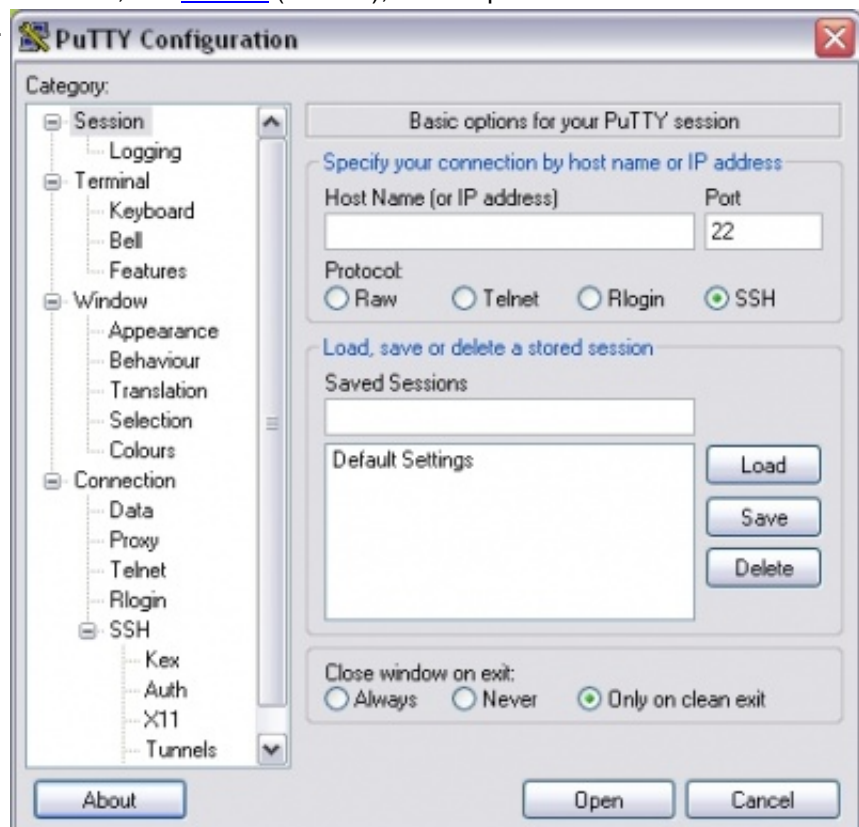 PuTTY Configuration
Category:
Session
Logging
Terminal
Keyboard
Bell
Features
Window
Appearance
Behaviour
Translation
Selection
Colours
Connection
Data
Proxy
Telnet
Rlogin
SSH
Kex
Auth
X11
Tunnels
Basic options for your PuTTY session
Specify your connection by host name or IP address
Host Name (or IP address) Port
22
Protocol:
Raw Telnet Rlogin SSH
Load, save or delete a stored session
Saved Sessions
Default Settings
Load
Save
Delete
Close window on exit:
Always Never Only on clean exit
About Open Cancel